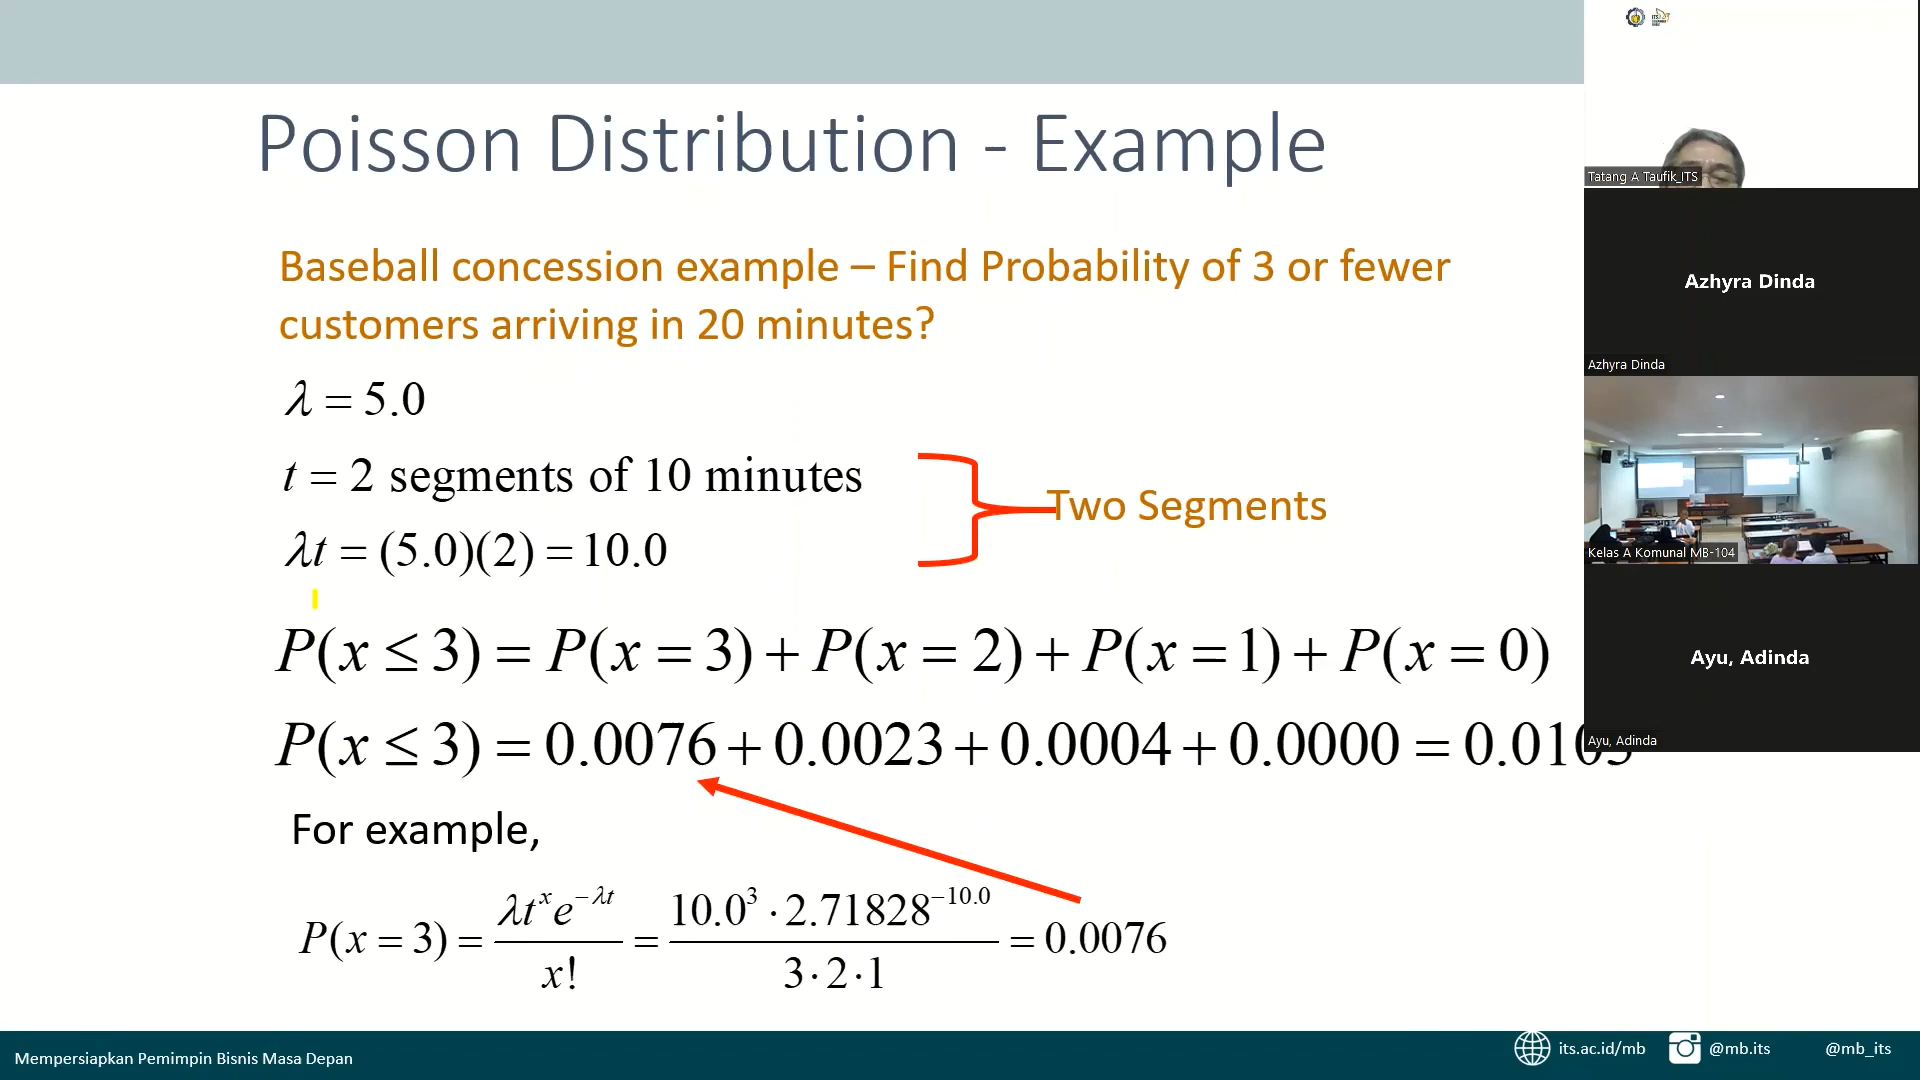 Poisson Distribution - Example
Baseball concession example – Find Probability of 3 or fewer
customers arriving in 20 minutes?
λ = 5.0
t = 2 segments of 10 minutes
λt = (5.0)(2) = 10.0
Two Segments
P(x ≤ 3) = P(x = 3) + P(x = 2) + P(x = 1) + P(x = 0)
P(x ≤ 3) = 0.0076 + 0.0023 + 0.0004 + 0.0000 = 0.0103
For example,
P(x = 3) = λt^x e^{-λt} / x! = 10.0^3 · 2.71828^{-10.0} / 3·2·1 = 0.0076
Mempersiapkan Pemimpin Bisnis Masa Depan
its.ac.id/mb
@mb.its
@mb_its
Tatang A Taufik_ITS
Azhyra Dinda
Azhyra Dinda
Kelas A Komunal MB-104
Ayu, Adinda
Ayu, Adinda